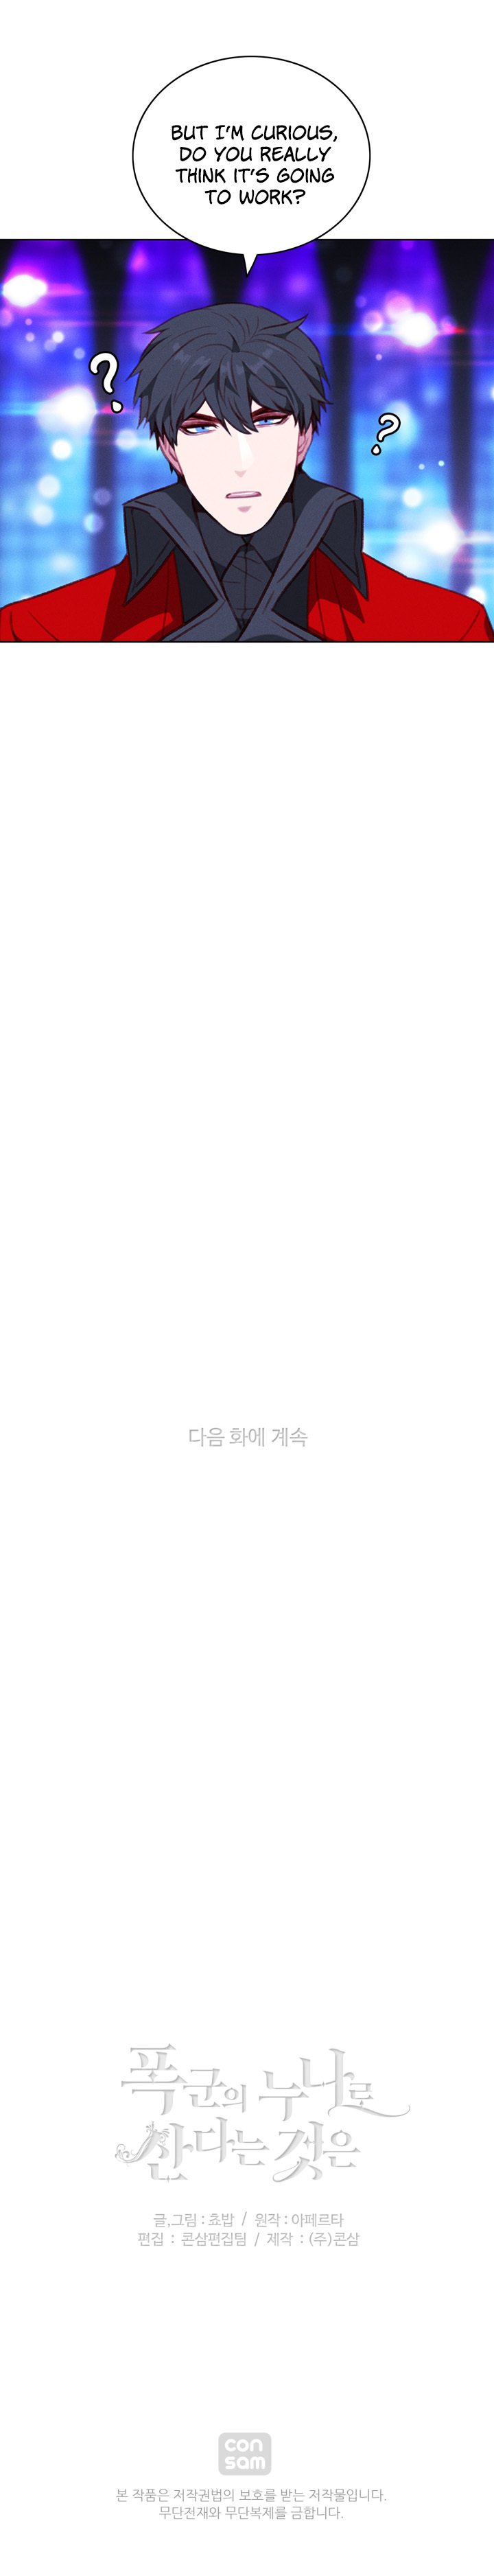 BUT I'M CURIOUS,
DO YOU REALLY
THINK IT'S GOING
TO WORK?
?
?
다음 화에 계속
폭군의 누나로
산다는 것은
글,그림 : 쵸밥 / 원작 : 아페르타
편집 : 콘삼편집팀 / 제작 : (주)콘삼
con
sam
본 작품은 저작권법의 보호를 받는 저작물입니다.
무단전재와 무단복제를 금합니다.